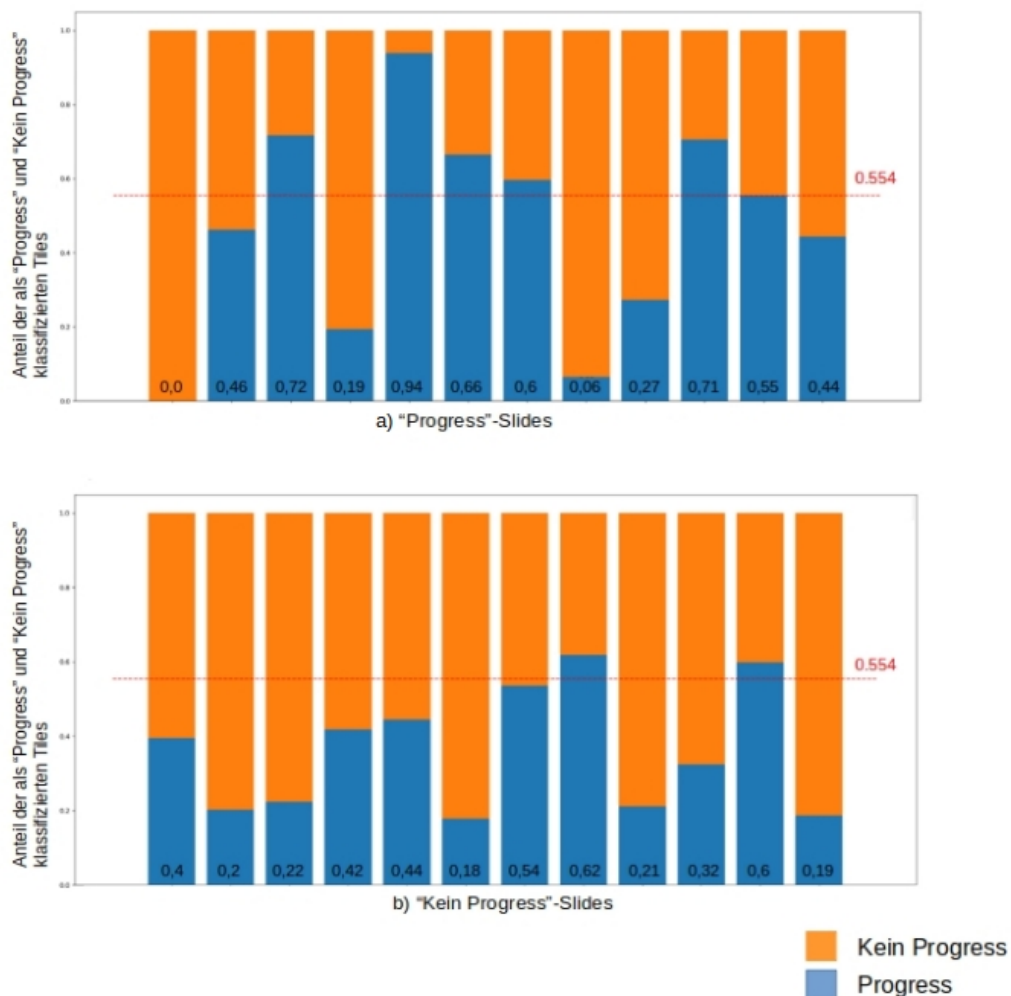 Anteil der als “Progress” und “Kein Progress”
klassifizierten Tiles
1.0
0.8
0.6
0.4
0.2
0.0
0.554
0,0 0,46 0,72 0,19 0,94 0,66 0,6 0,06 0,27 0,71 0,55 0,44
a) “Progress”-Slides
Anteil der als “Progress” und “Kein Progress”
klassifizierten Tiles
1.0
0.8
0.6
0.4
0.2
0.0
0.554
0,4 0,2 0,22 0,42 0,44 0,18 0,54 0,62 0,21 0,32 0,6 0,19
b) “Kein Progress”-Slides
Kein Progress
Progress